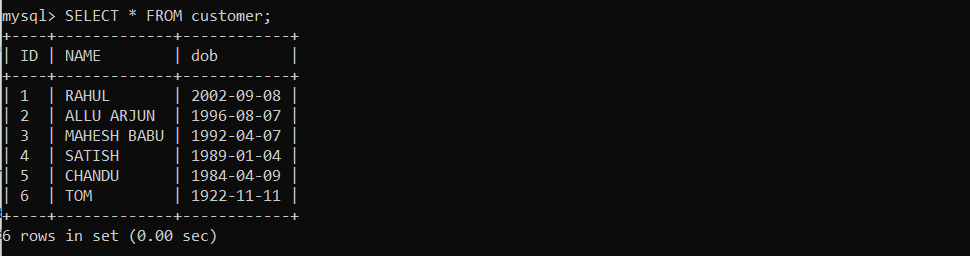 mysql> SELECT * FROM customer;
+----+-------------+------------+
| ID | NAME        | dob        |
+----+-------------+------------+
| 1  | RAHUL       | 2002-09-08 |
| 2  | ALLU ARJUN  | 1996-08-07 |
| 3  | MAHESH BABU | 1992-04-07 |
| 4  | SATISH      | 1989-01-04 |
| 5  | CHANDU      | 1984-04-09 |
| 6  | TOM         | 1922-11-11 |
+----+-------------+------------+
6 rows in set (0.00 sec)